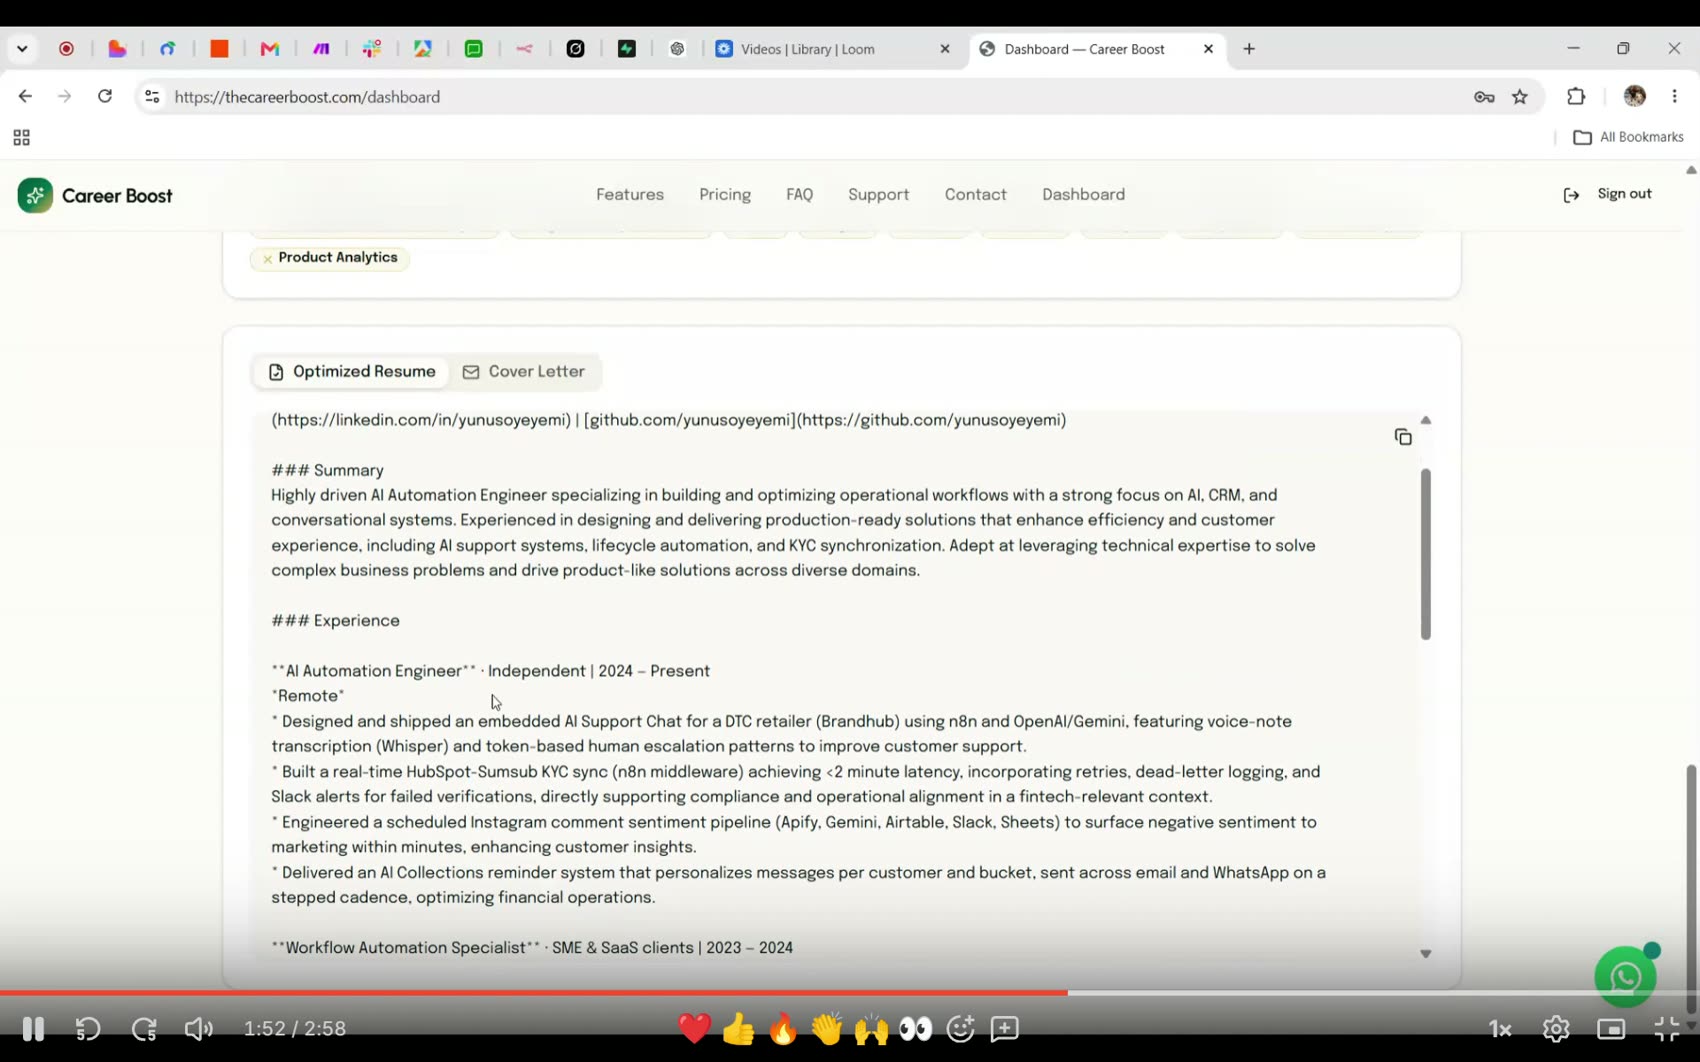 Videos | Library | Loom
Dashboard — Career Boost
https://thecareerboost.com/dashboard
All Bookmarks
Career Boost
Features
Pricing
FAQ
Support
Contact
Dashboard
Sign out
× Product Analytics
Optimized Resume
Cover Letter
(https://linkedin.com/in/yunusoyeyemi) | [github.com/yunusoyeyemi](https://github.com/yunusoyeyemi)
### Summary
Highly driven AI Automation Engineer specializing in building and optimizing operational workflows with a strong focus on AI, CRM, and
conversational systems. Experienced in designing and delivering production-ready solutions that enhance efficiency and customer
experience, including AI support systems, lifecycle automation, and KYC synchronization. Adept at leveraging technical expertise to solve
complex business problems and drive product-like solutions across diverse domains.
### Experience
**AI Automation Engineer** · Independent | 2024 – Present
*Remote*
* Designed and shipped an embedded AI Support Chat for a DTC retailer (Brandhub) using n8n and OpenAI/Gemini, featuring voice-note
transcription (Whisper) and token-based human escalation patterns to improve customer support.
* Built a real-time HubSpot-Sumsub KYC sync (n8n middleware) achieving <2 minute latency, incorporating retries, dead-letter logging, and
Slack alerts for failed verifications, directly supporting compliance and operational alignment in a fintech-relevant context.
* Engineered a scheduled Instagram comment sentiment pipeline (Apify, Gemini, Airtable, Slack, Sheets) to surface negative sentiment to
marketing within minutes, enhancing customer insights.
* Delivered an AI Collections reminder system that personalizes messages per customer and bucket, sent across email and WhatsApp on a
stepped cadence, optimizing financial operations.
**Workflow Automation Specialist** · SME & SaaS clients | 2023 – 2024
5
5
1:52 / 2:58
1x